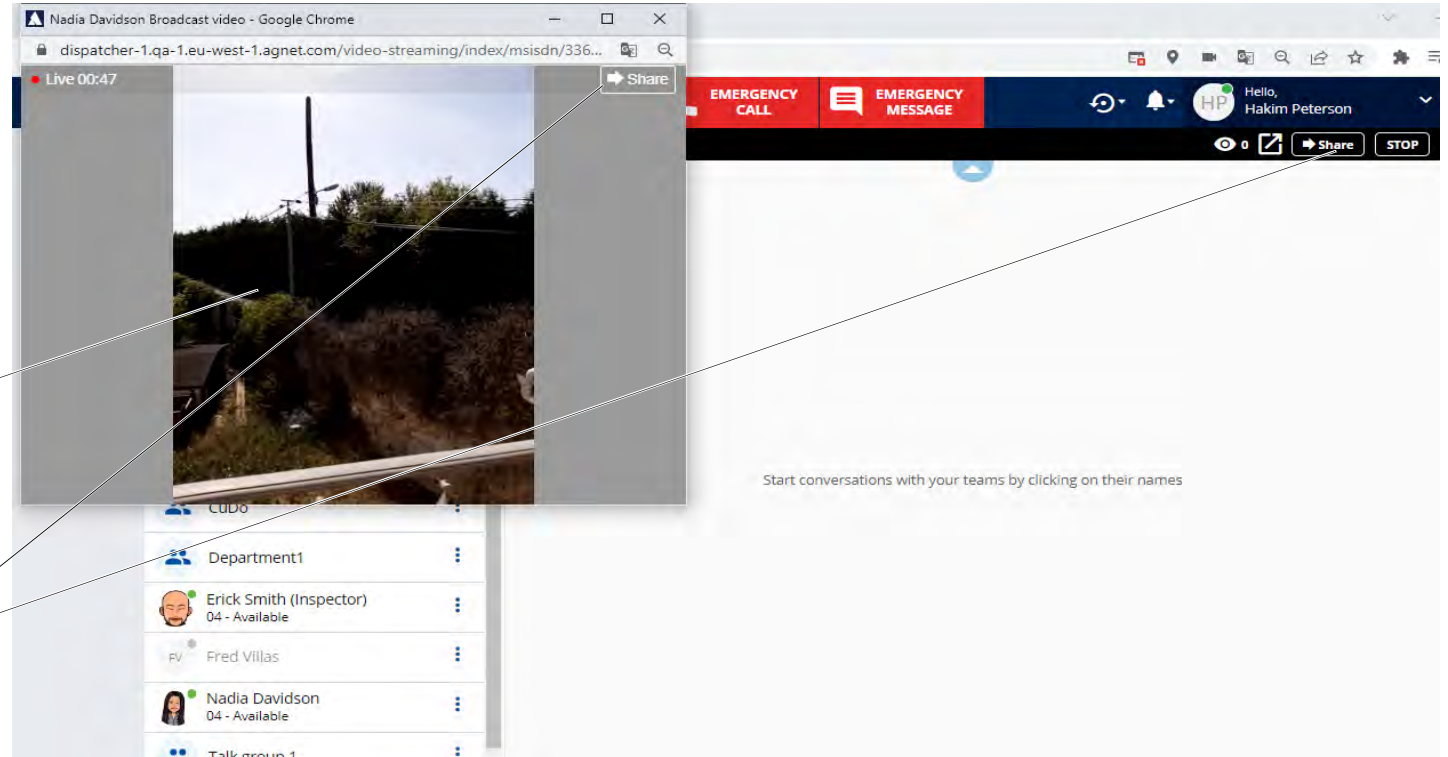 Nadia Davidson Broadcast video - Google Chrome
dispatcher-1.qa-1.eu-west-1.agnet.com/video-streaming/index/msisdn/336...
Live 00:47
Share
EMERGENCY
CALL
EMERGENCY
MESSAGE
HP
Hello,
Hakim Peterson
0
Share
STOP
Start conversations with your teams by clicking on their names
CuDo
Department1
Erick Smith (Inspector)
04 - Available
FV
Fred Villas
Nadia Davidson
04 - Available
Talk group 1